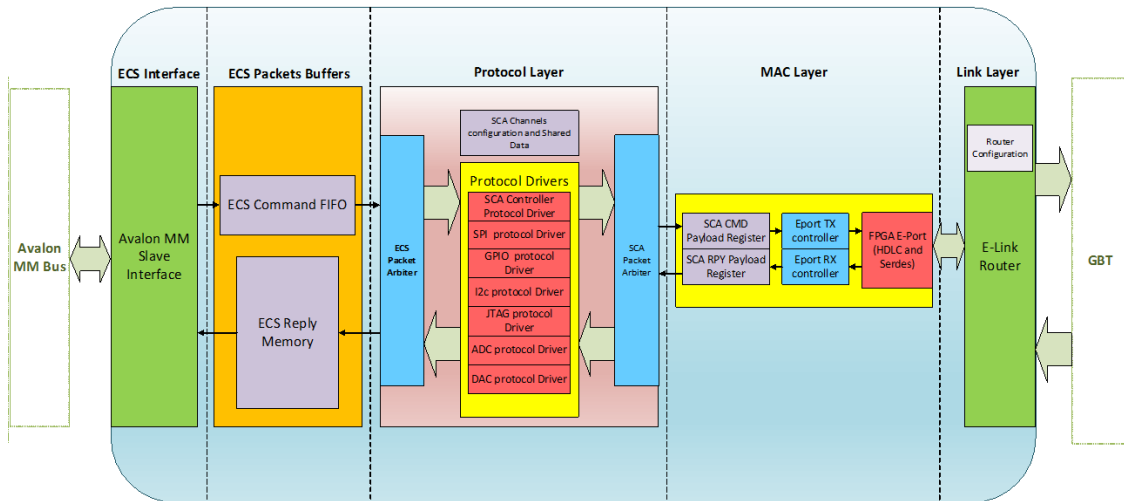 ECS Interface
ECS Packets Buffers
Protocol Layer
MAC Layer
Link Layer
Avalon
MM Bus
Avalon MM
Slave
Interface
ECS Command FIFO
ECS Reply
Memory
ECS
Packet
Arbiter
SCA Channels
configuration and Shared
Data
Protocol Drivers
SCA Controller
Protocol Driver
SPI protocol Driver
GPIO protocol
Driver
I2c protocol Driver
JTAG protocol
Driver
ADC protocol Driver
DAC protocol Driver
SCA
Packet
Arbiter
SCA CMD
Payload Register
SCA RPY Payload
Register
Eport TX
controller
Eport RX
controller
FPGA E-Port
(HDLC and
Serdes)
Router
Configuration
E-Link
Router
GBT